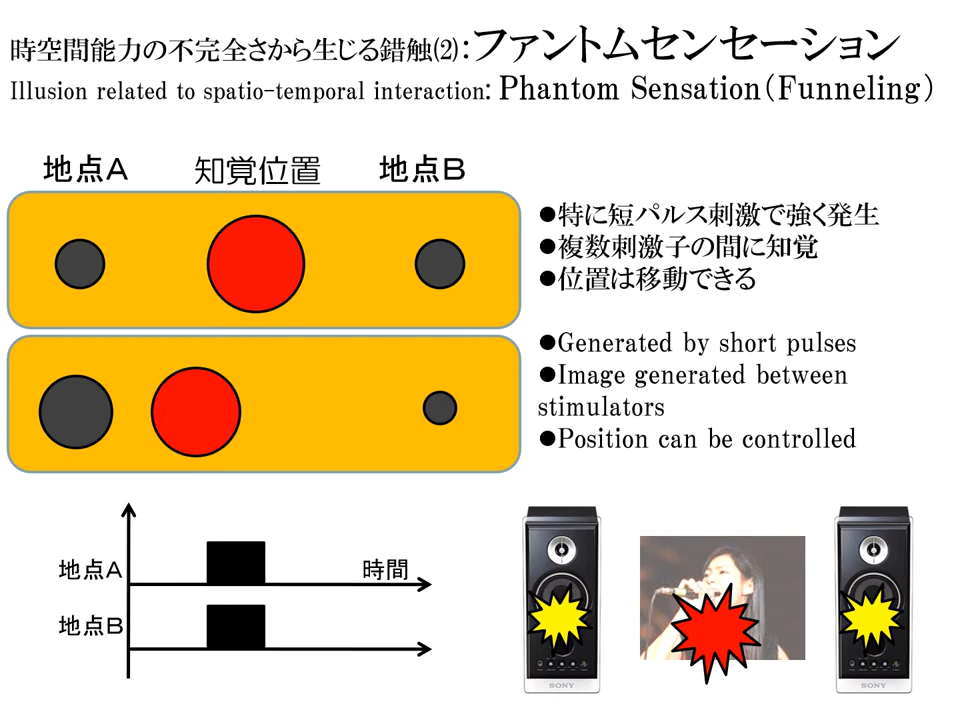 時空間能力の不完全さから生じる錯触(2):ファントムセンセーション
Illusion related to spatio-temporal interaction: Phantom Sensation(Funneling)
地点A 知覚位置 地点B
●特に短パルス刺激で強く発生
●複数刺激子の間に知覚
●位置は移動できる
●Generated by short pulses
●Image generated between
stimulators
●Position can be controlled
地点A 時間
地点B
SONY SONY